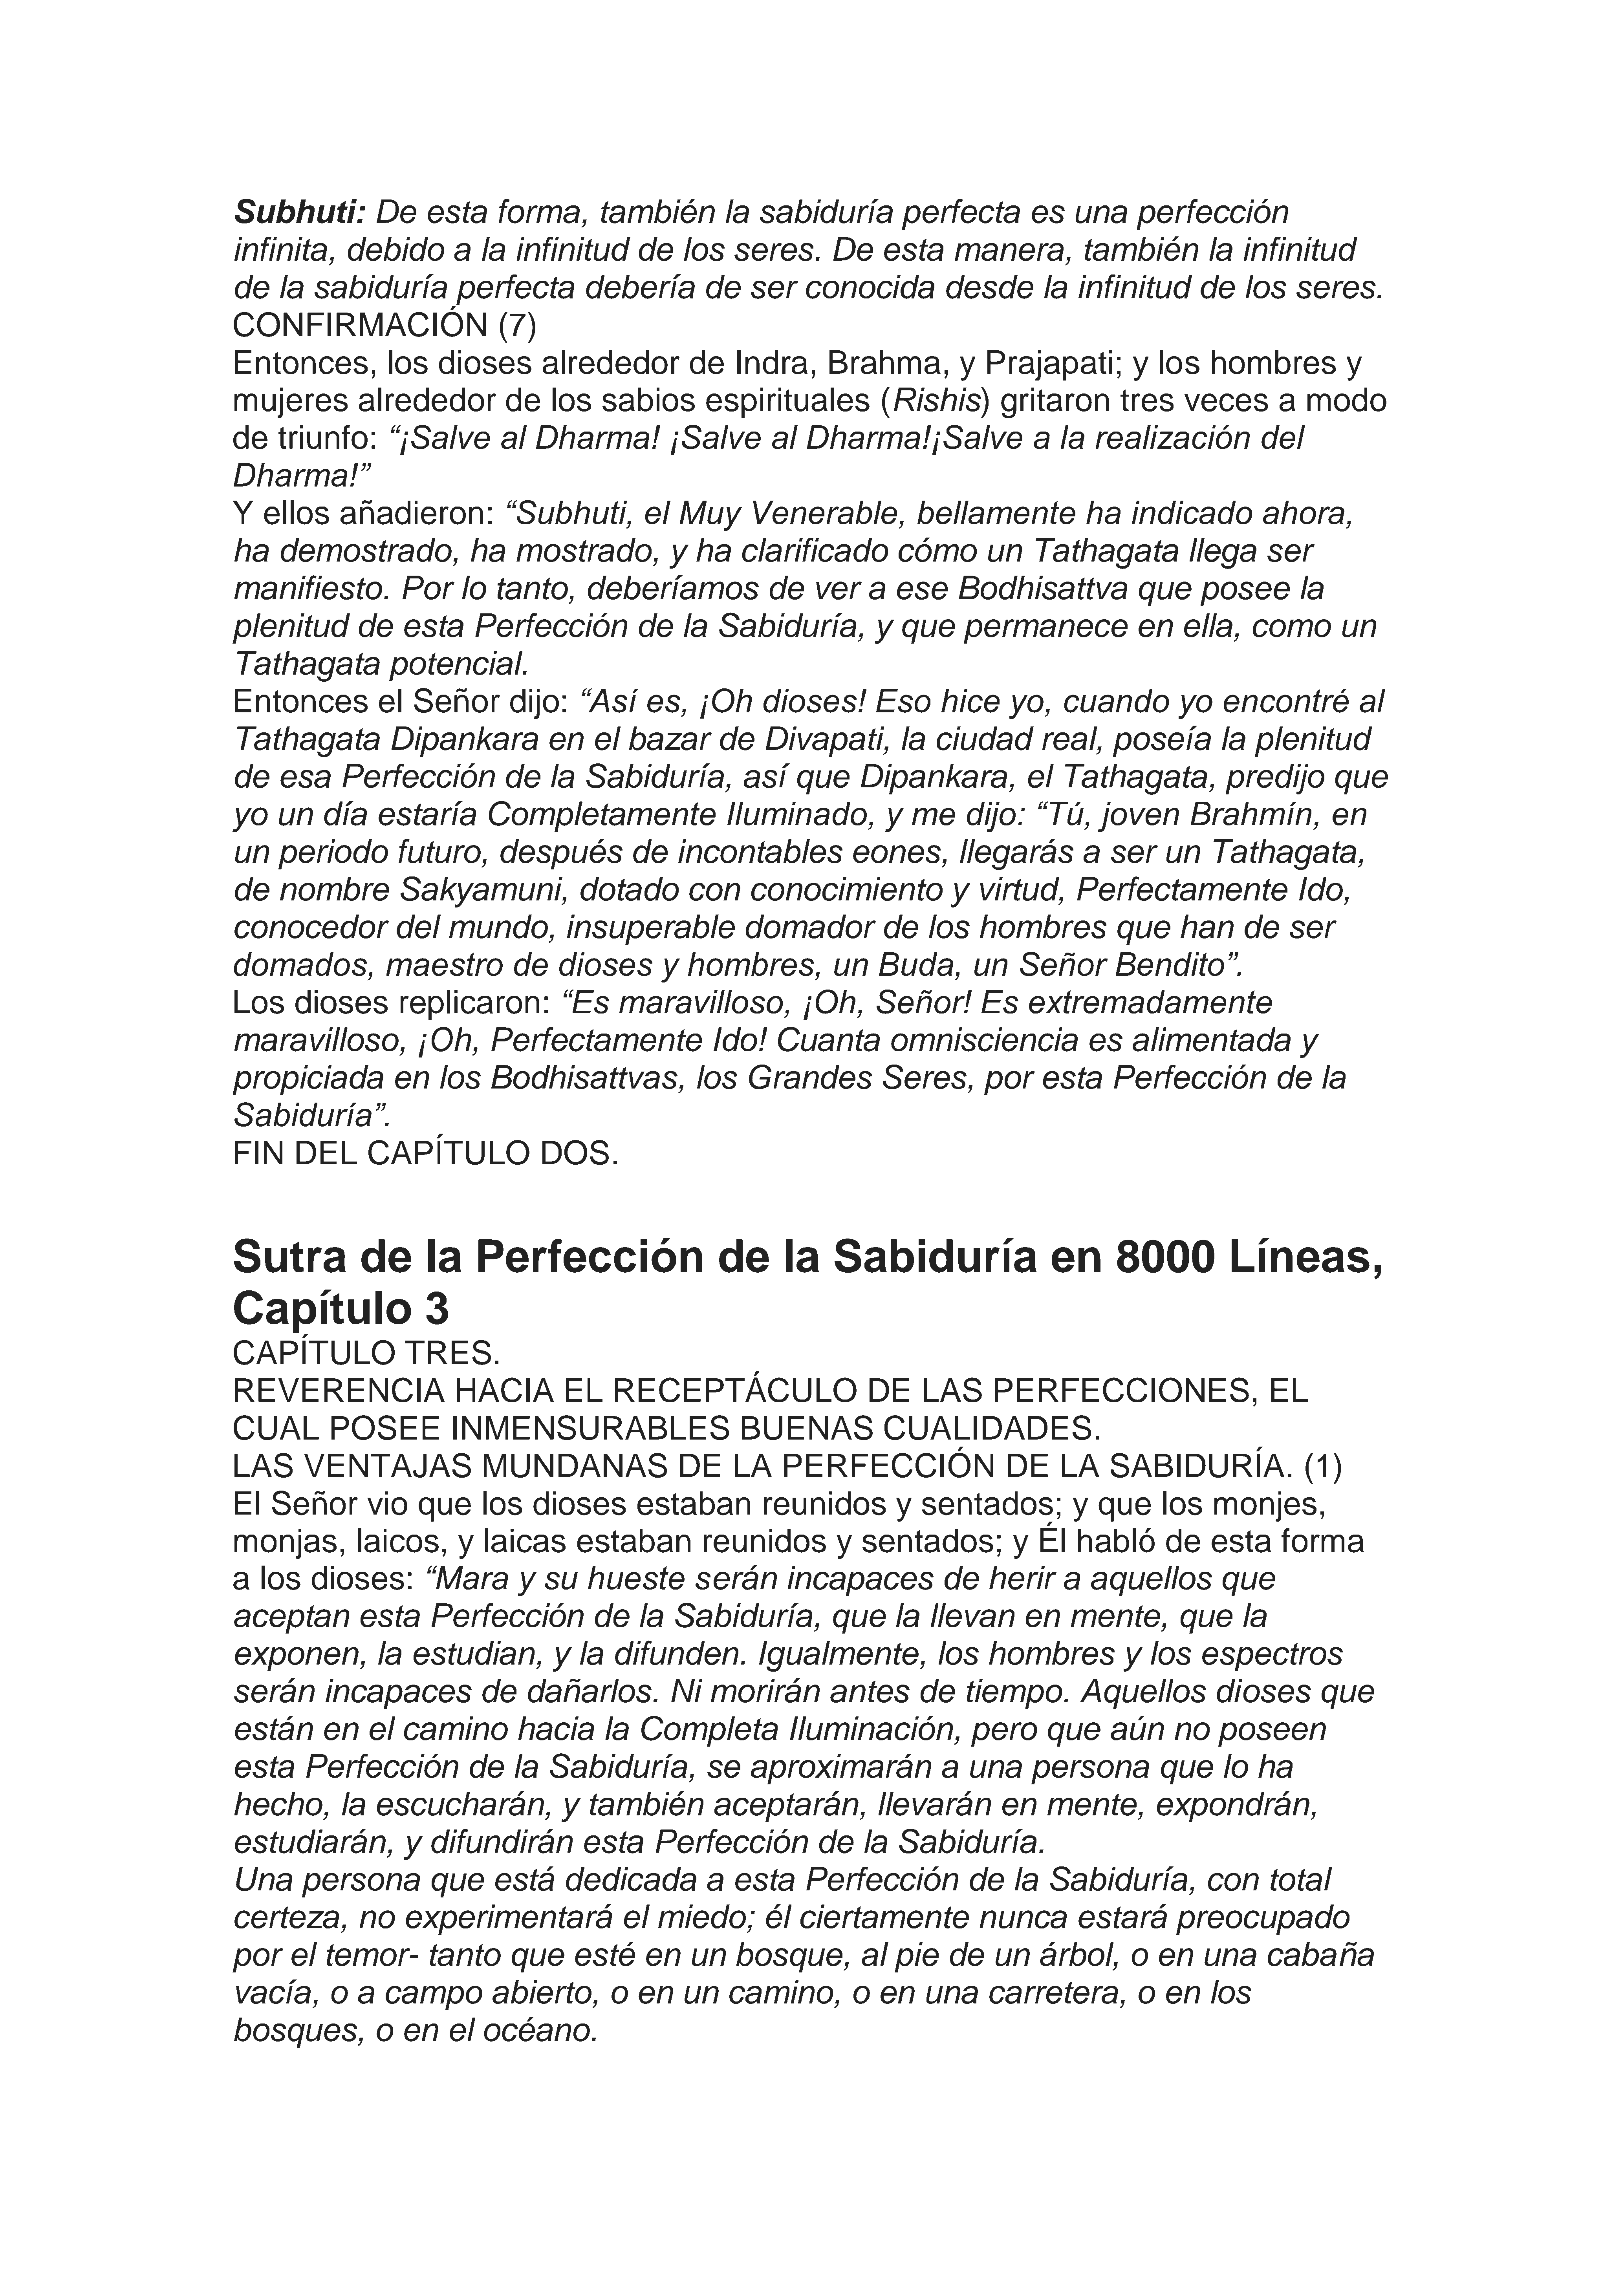 Subhuti: De esta forma, también la sabiduría perfecta es una perfección
infinita, debido a la infinitud de los seres. De esta manera, también la infinitud
de la sabiduría perfecta debería de ser conocida desde la infinitud de los seres.
CONFIRMACIÓN (7)
Entonces, los dioses alrededor de Indra, Brahma, y Prajapati; y los hombres y
mujeres alrededor de los sabios espirituales (Rishis) gritaron tres veces a modo
de triunfo: “¡Salve al Dharma! ¡Salve al Dharma!¡Salve a la realización del
Dharma!”
Y ellos añadieron: “Subhuti, el Muy Venerable, bellamente ha indicado ahora,
ha demostrado, ha mostrado, y ha clarificado cómo un Tathagata llega ser
manifiesto. Por lo tanto, deberíamos de ver a ese Bodhisattva que posee la
plenitud de esta Perfección de la Sabiduría, y que permanece en ella, como un
Tathagata potencial.
Entonces el Señor dijo: “Así es, ¡Oh dioses! Eso hice yo, cuando yo encontré al
Tathagata Dipankara en el bazar de Divapati, la ciudad real, poseía la plenitud
de esa Perfección de la Sabiduría, así que Dipankara, el Tathagata, predijo que
yo un día estaría Completamente Iluminado, y me dijo: “Tú, joven Brahmín, en
un periodo futuro, después de incontables eones, llegarás a ser un Tathagata,
de nombre Sakyamuni, dotado con conocimiento y virtud, Perfectamente Ido,
conocedor del mundo, insuperable domador de los hombres que han de ser
domados, maestro de dioses y hombres, un Buda, un Señor Bendito”.
Los dioses replicaron: “Es maravilloso, ¡Oh, Señor! Es extremadamente
maravilloso, ¡Oh, Perfectamente Ido! Cuanta omnisciencia es alimentada y
propiciada en los Bodhisattvas, los Grandes Seres, por esta Perfección de la
Sabiduría”.
FIN DEL CAPÍTULO DOS.
Sutra de la Perfección de la Sabiduría en 8000 Líneas,
Capítulo 3
CAPÍTULO TRES.
REVERENCIA HACIA EL RECEPTÁCULO DE LAS PERFECCIONES, EL
CUAL POSEE INMENSURABLES BUENAS CUALIDADES.
LAS VENTAJAS MUNDANAS DE LA PERFECCIÓN DE LA SABIDURÍA. (1)
El Señor vio que los dioses estaban reunidos y sentados; y que los monjes,
monjas, laicos, y laicas estaban reunidos y sentados; y Él habló de esta forma
a los dioses: “Mara y su hueste serán incapaces de herir a aquellos que
aceptan esta Perfección de la Sabiduría, que la llevan en mente, que la
exponen, la estudian, y la difunden. Igualmente, los hombres y los espectros
serán incapaces de dañarlos. Ni morirán antes de tiempo. Aquellos dioses que
están en el camino hacia la Completa Iluminación, pero que aún no poseen
esta Perfección de la Sabiduría, se aproximarán a una persona que lo ha
hecho, la escucharán, y también aceptarán, llevarán en mente, expondrán,
estudiarán, y difundirán esta Perfección de la Sabiduría.
Una persona que está dedicada a esta Perfección de la Sabiduría, con total
certeza, no experimentará el miedo; él ciertamente nunca estará preocupado
por el temor- tanto que esté en un bosque, al pie de un árbol, o en una cabaña
vacía, o a campo abierto, o en un camino, o en una carretera, o en los
bosques, o en el océano.